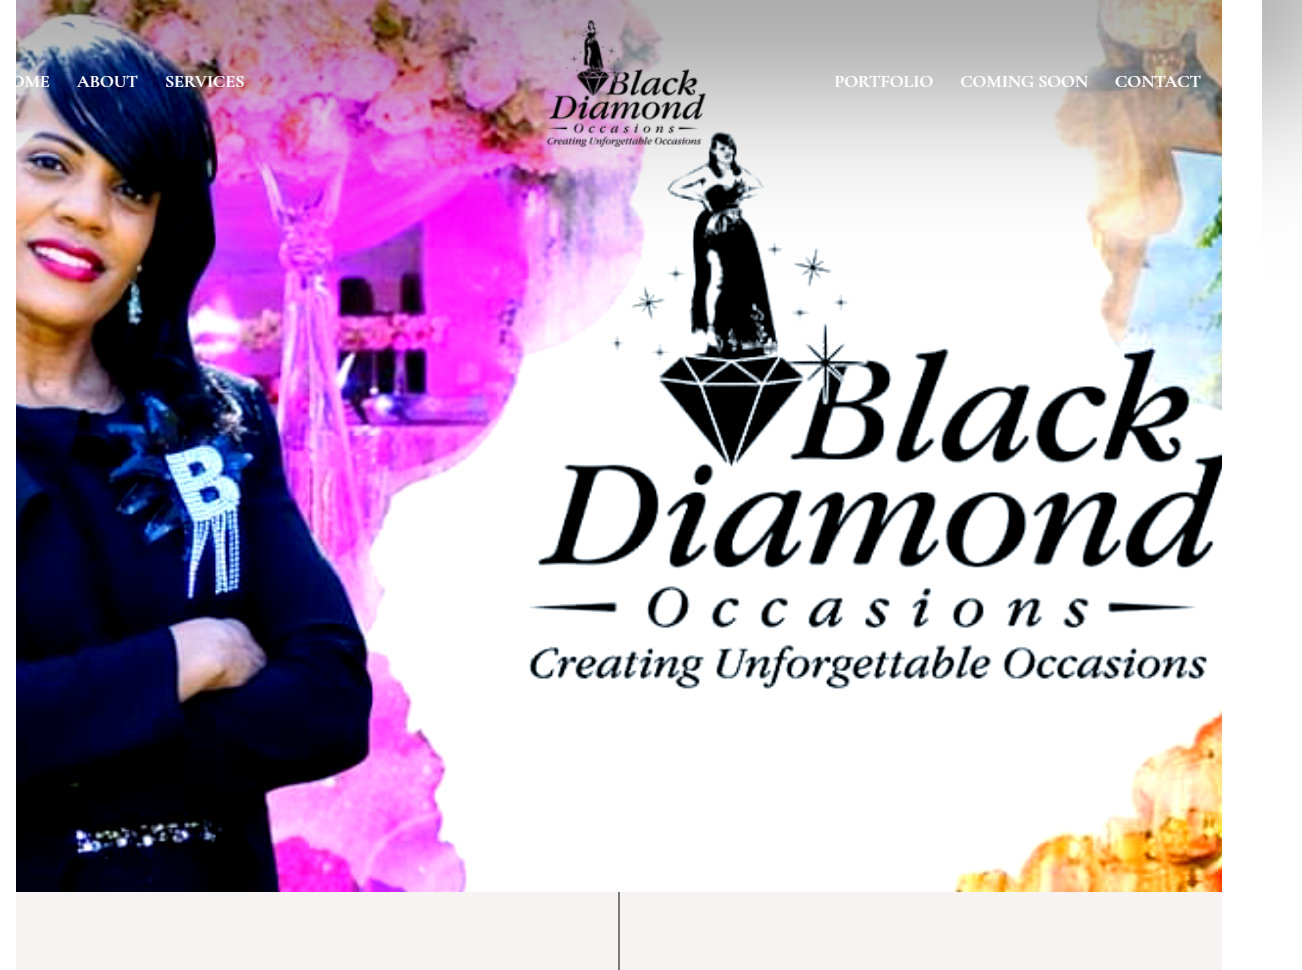 OME ABOUT SERVICES
PORTFOLIO COMING SOON CONTACT
Black
Diamond
Occasions
Creating Unforgettable Occasions
Black
Diamond
Occasions
Creating Unforgettable Occasions
B